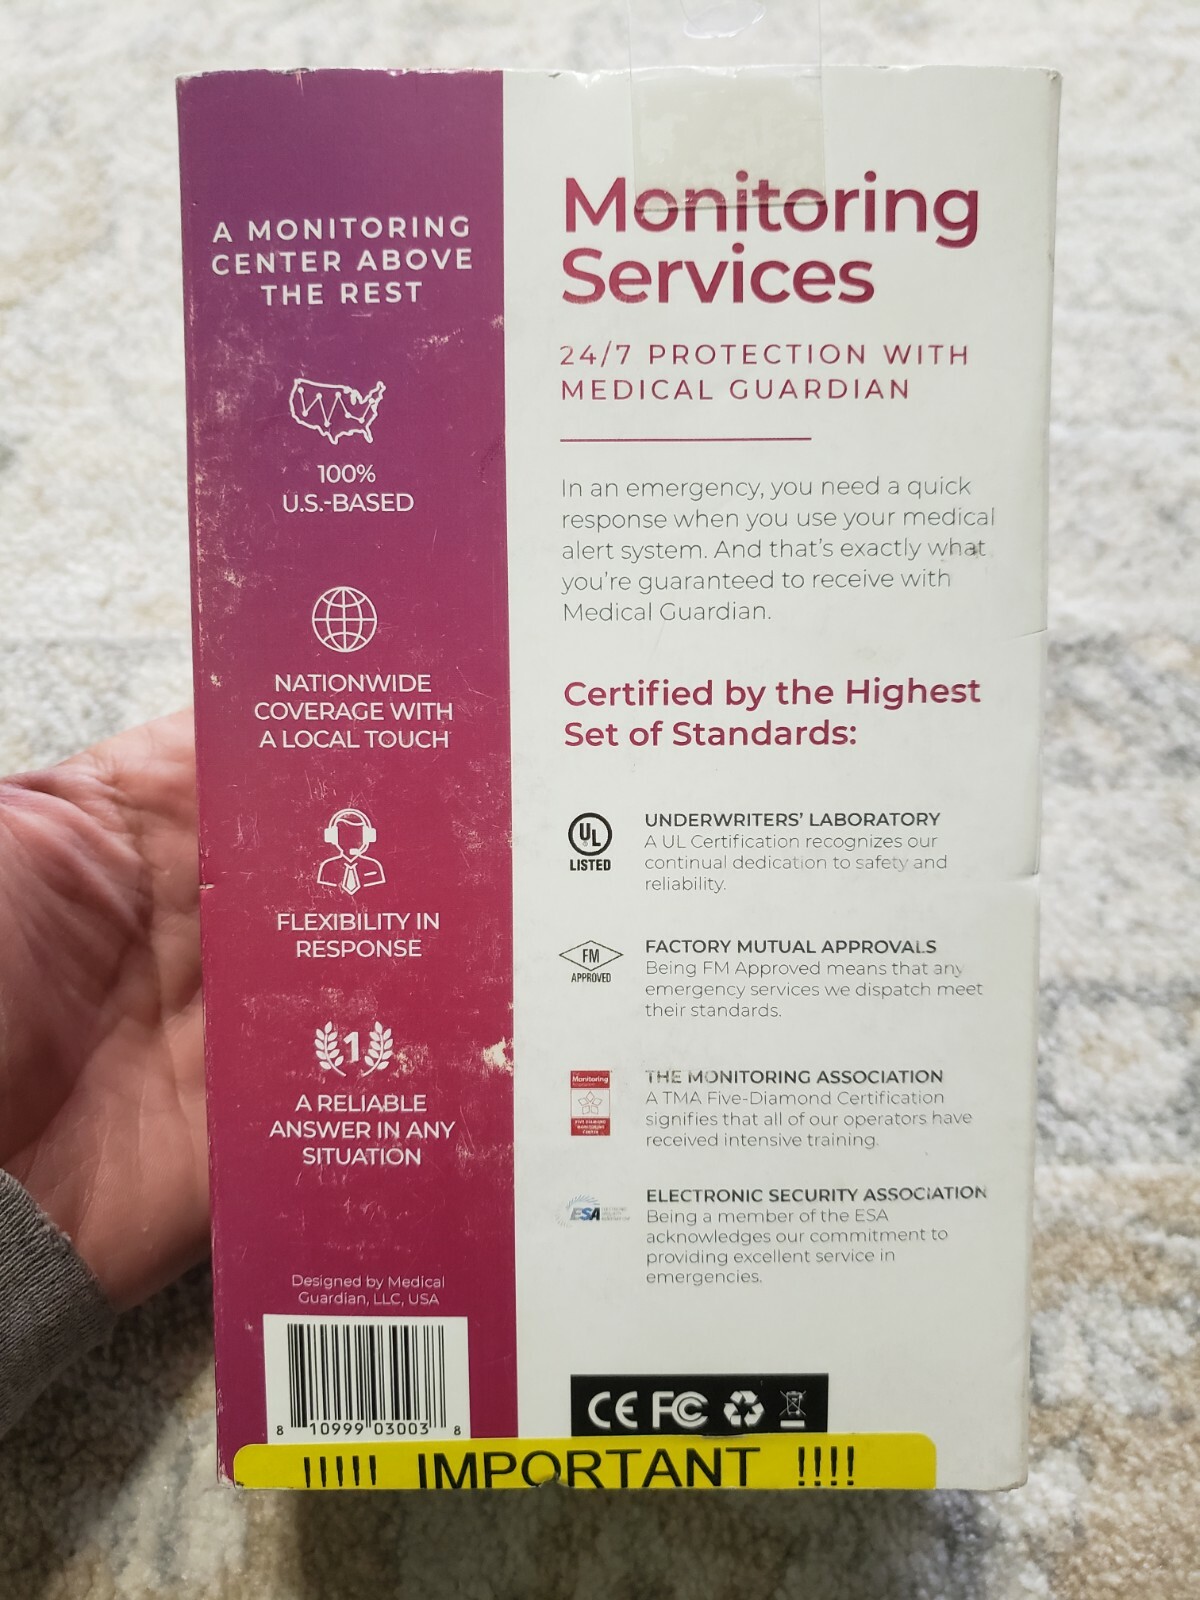 A MONITORING
CENTER ABOVE
THE REST
100%
U.S.-BASED
NATIONWIDE
COVERAGE WITH
A LOCAL TOUCH
FLEXIBILITY IN
RESPONSE
1
A RELIABLE
ANSWER IN ANY
SITUATION
Designed by Medical
Guardian, LLC, USA
8 10999 03003 8
Monitoring
Services
24/7 PROTECTION WITH
MEDICAL GUARDIAN
In an emergency, you need a quick
response when you use your medical
alert system. And that's exactly what
you're guaranteed to receive with
Medical Guardian.
Certified by the Highest
Set of Standards:
UL
LISTED
UNDERWRITERS' LABORATORY
A UL Certification recognizes our
continual dedication to safety and
reliability.
FM
APPROVED
FACTORY MUTUAL APPROVALS
Being FM Approved means that any
emergency services we dispatch meet
their standards.
Monitoring
FIVE DIAMOND
MONITORING
CENTER
THE MONITORING ASSOCIATION
A TMA Five-Diamond Certification
signifies that all of our operators have
received intensive training.
ESA
ELECTRONIC SECURITY ASSOCIATION
Being a member of the ESA
acknowledges our commitment to
providing excellent service in
emergencies.
CE FC
!!!!! IMPORTANT !!!!